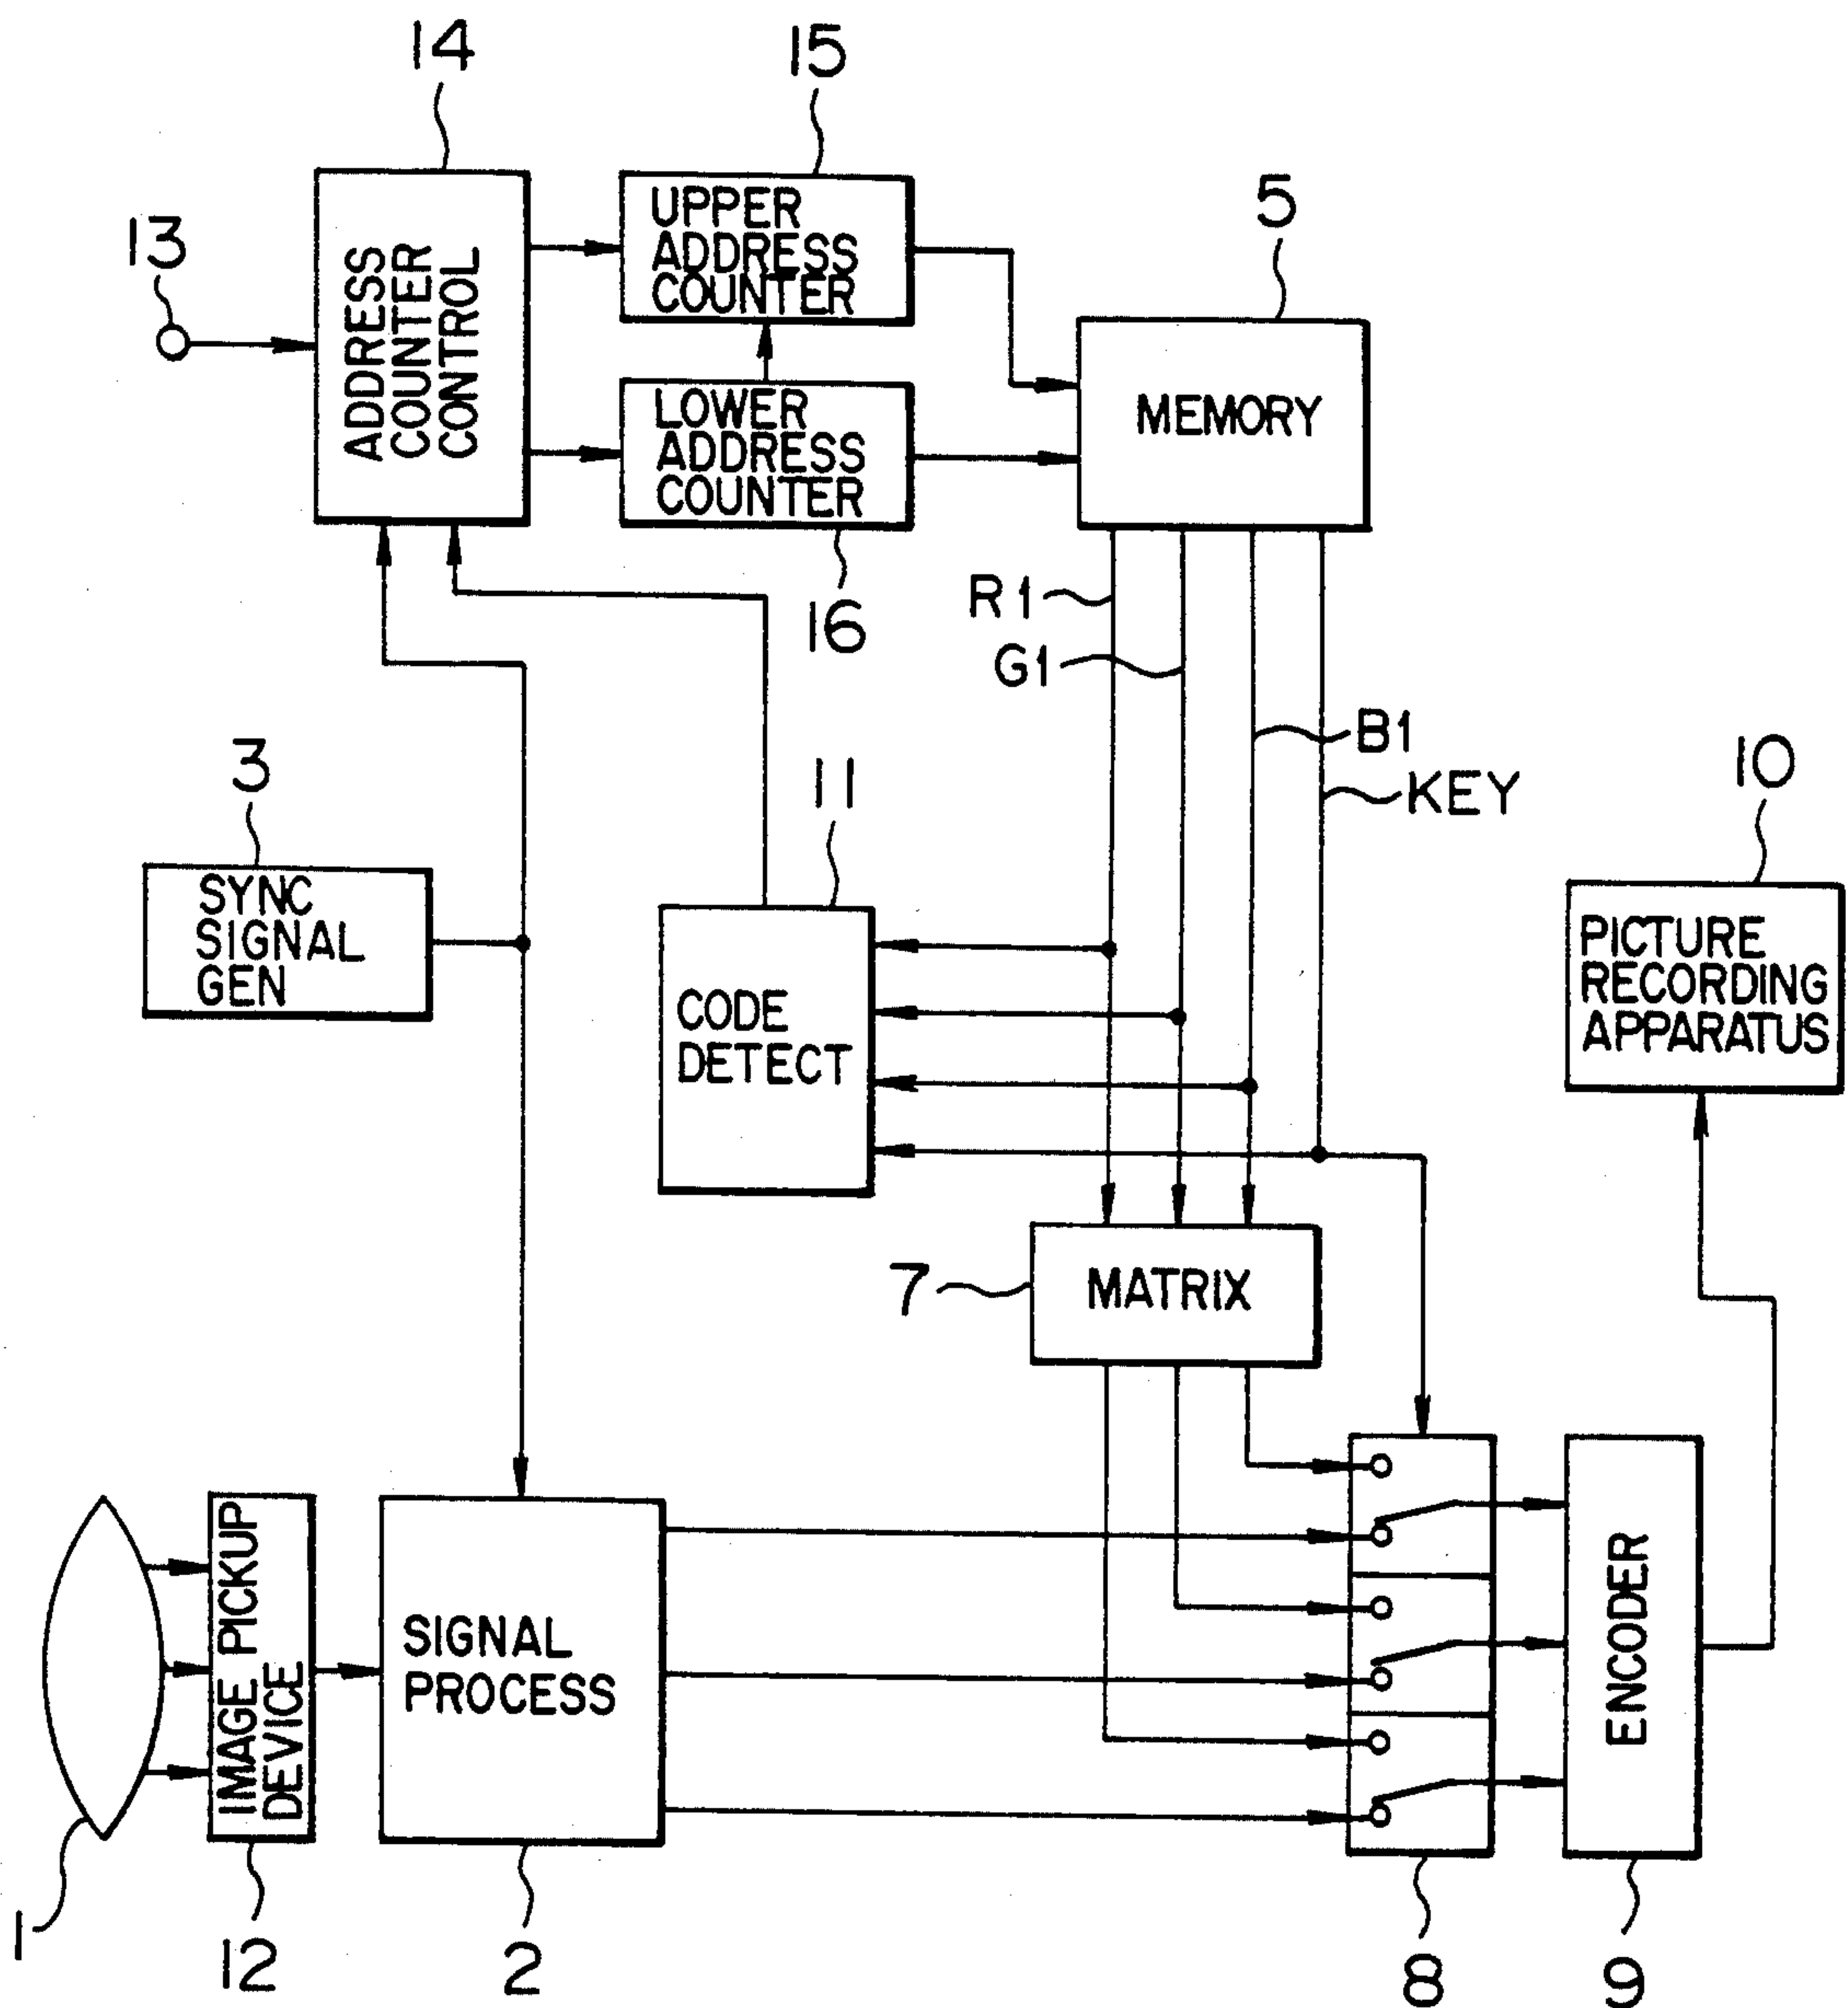 14
15
5
13
ADDRESS
COUNTER
CONTROL
UPPER
ADDRESS
COUNTER
LOWER
ADDRESS
COUNTER
16
MEMORY
R1
G1
B1
KEY
3
SYNC
SIGNAL
GEN
11
CODE
DETECT
10
PICTURE
RECORDING
APPARATUS
7
MATRIX
IMAGE PICKUP
DEVICE
SIGNAL
PROCESS
ENCODER
1
12
2
8
9